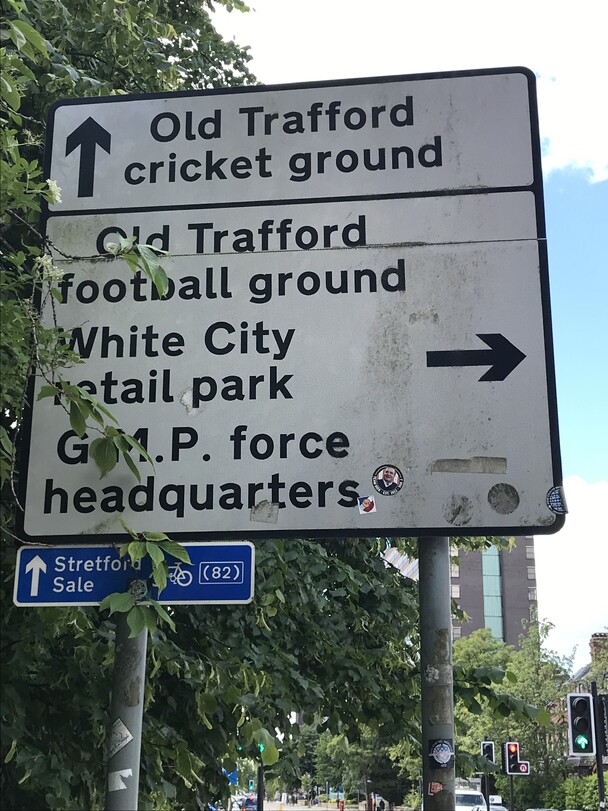 Old Trafford
cricket ground
Old Trafford
football ground
White City
retail park
G.M.P. force
headquarters
Stretford
Sale
(82)